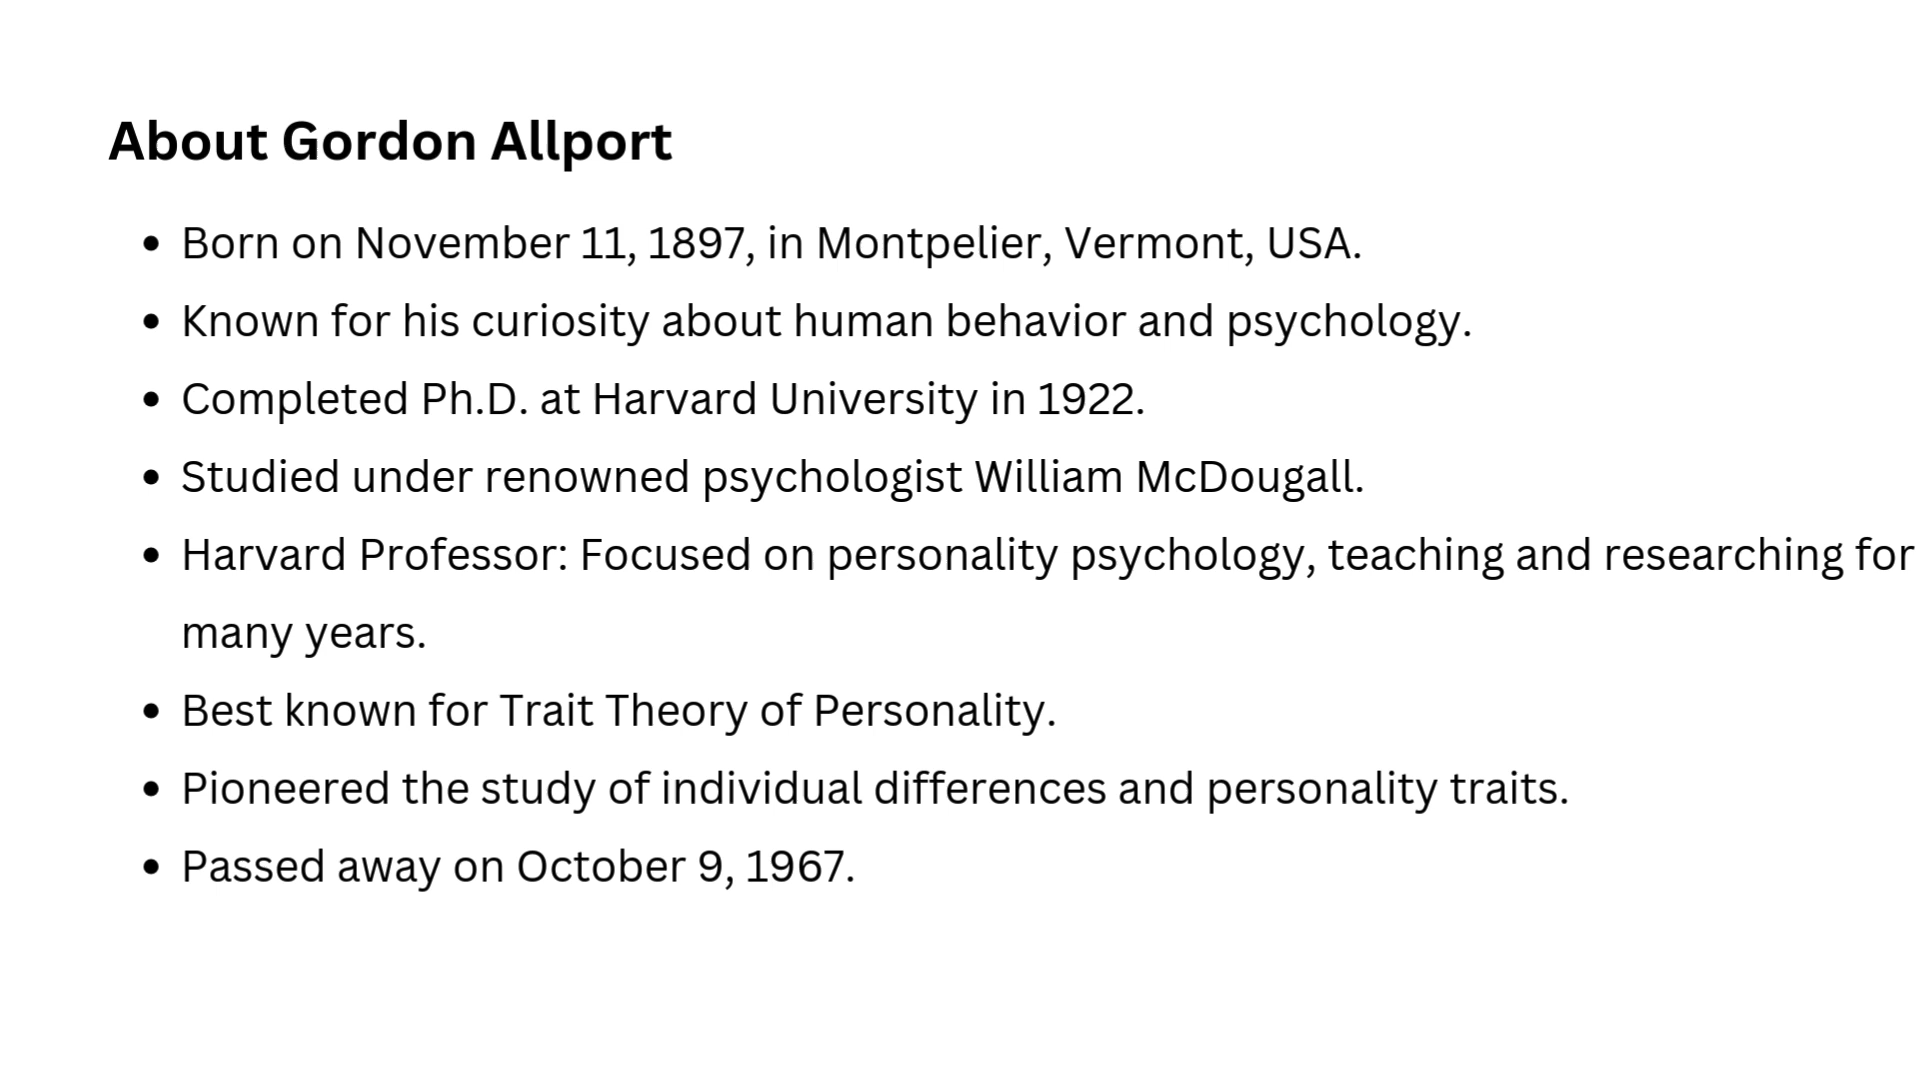 About Gordon Allport
• Born on November 11, 1897, in Montpelier, Vermont, USA.
• Known for his curiosity about human behavior and psychology.
• Completed Ph.D. at Harvard University in 1922.
• Studied under renowned psychologist William McDougall.
• Harvard Professor: Focused on personality psychology, teaching and researching for
many years.
• Best known for Trait Theory of Personality.
• Pioneered the study of individual differences and personality traits.
• Passed away on October 9, 1967.